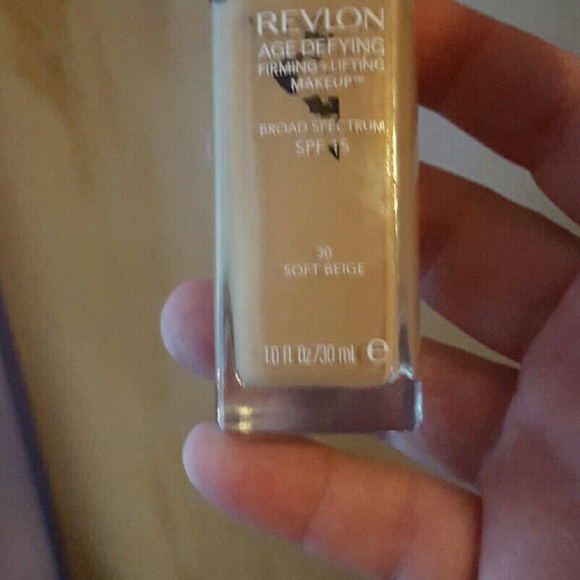 REVLON
AGE DEFYING
FIRMING + LIFTING
MAKEUP™
BROAD SPECTRUM
SPF 15
30
SOFT BEIGE
1.0 fl. Oz/30 ml ℮